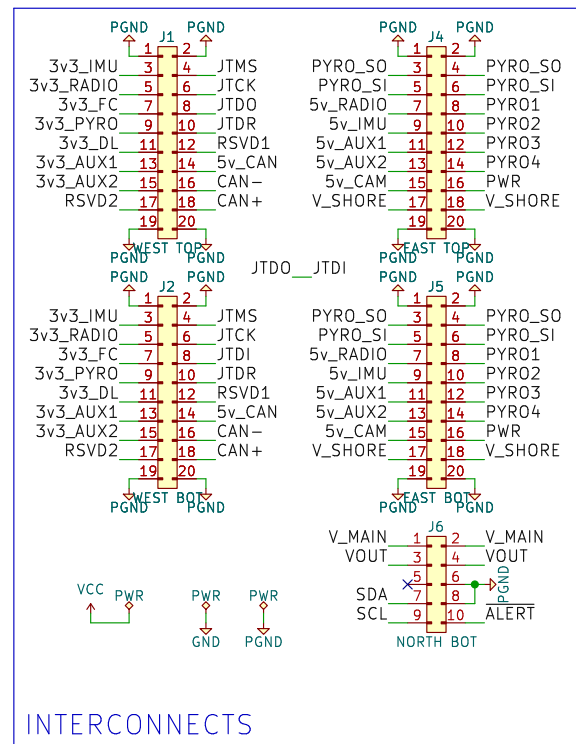 PGND PGND PGND PGND
J1 J4
1 2 1 2
3v3_IMU 3 4 JTMS PYRO_SO 3 4 PYRO_SO
3v3_RADIO 5 6 JTCK PYRO_SI 5 6 PYRO_SI
3v3_FC 7 8 JTDO 5v_RADIO 7 8 PYRO1
3v3_PYRO 9 10 JTDR 5v_IMU 9 10 PYRO2
3v3_DL 11 12 RSVD1 5v_AUX1 11 12 PYRO3
3v3_AUX1 13 14 5v_CAN 5v_AUX2 13 14 PYRO4
3v3_AUX2 15 16 CAN- 5v_CAM 15 16 PWR
RSVD2 17 18 CAN+ V_SHORE 17 18 V_SHORE
19 20 19 20
WEST TOP EAST TOP
PGND PGND PGND PGND
JTDO JTDI
PGND PGND PGND PGND
J2 J5
1 2 1 2
3v3_IMU 3 4 JTMS PYRO_SO 3 4 PYRO_SO
3v3_RADIO 5 6 JTCK PYRO_SI 5 6 PYRO_SI
3v3_FC 7 8 JTDI 5v_RADIO 7 8 PYRO1
3v3_PYRO 9 10 JTDR 5v_IMU 9 10 PYRO2
3v3_DL 11 12 RSVD1 5v_AUX1 11 12 PYRO3
3v3_AUX1 13 14 5v_CAN 5v_AUX2 13 14 PYRO4
3v3_AUX2 15 16 CAN- 5v_CAM 15 16 PWR
RSVD2 17 18 CAN+ V_SHORE 17 18 V_SHORE
19 20 19 20
WEST BOT EAST BOT
PGND PGND PGND PGND
J6
V_MAIN 1 2 V_MAIN
VOUT 3 4 VOUT
5 6 PGND
SDA 7 8
SCL 9 10 ALERT
NORTH BOT
VCC PWR PWR PWR
GND PGND
INTERCONNECTS